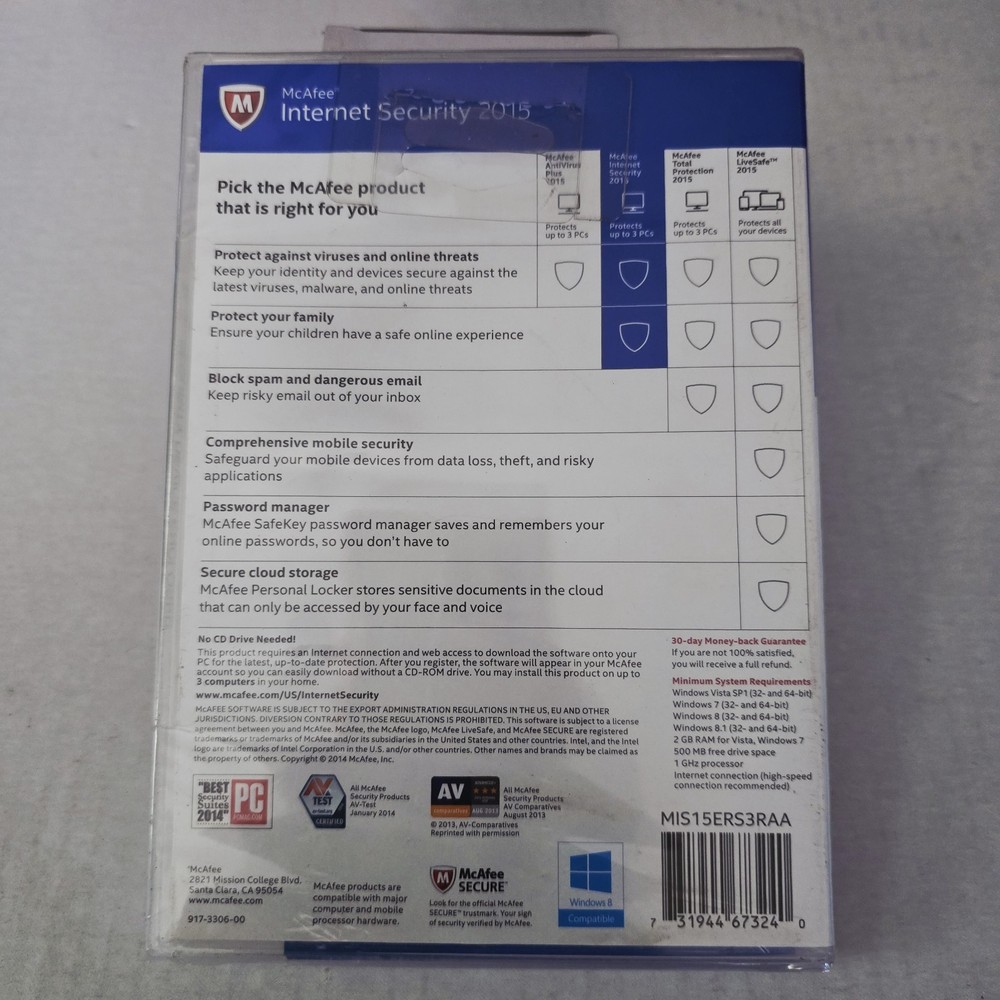 McAfee®
Internet Security 2015
Pick the McAfee product
that is right for you
McAfee
AntiVirus
Plus
2015
Protects
up to 3 PCs
McAfee
Internet
Security
2015
Protects
up to 3 PCs
McAfee
Total
Protection
2015
Protects
up to 3 PCs
McAfee
LiveSafe™
2015
Protects all
your devices
Protect against viruses and online threats
Keep your identity and devices secure against the
latest viruses, malware, and online threats
Protect your family
Ensure your children have a safe online experience
Block spam and dangerous email
Keep risky email out of your inbox
Comprehensive mobile security
Safeguard your mobile devices from data loss, theft, and risky
applications
Password manager
McAfee SafeKey password manager saves and remembers your
online passwords, so you don't have to
Secure cloud storage
McAfee Personal Locker stores sensitive documents in the cloud
that can only be accessed by your face and voice
No CD Drive Needed!
This product requires an Internet connection and web access to download the software onto your
PC for the latest, up-to-date protection. After you register, the software will appear in your McAfee
account so you can easily download without a CD-ROM drive. You may install this product on up to
3 computers in your home.
www.mcafee.com/US/InternetSecurity
McAFEE SOFTWARE IS SUBJECT TO THE EXPORT ADMINISTRATION REGULATIONS IN THE US, EU AND OTHER
JURISDICTIONS. DIVERSION CONTRARY TO THOSE REGULATIONS IS PROHIBITED. This software is subject to a license
agreement between you and McAfee. McAfee, the McAfee logo, McAfee LiveSafe, and McAfee SECURE are registered
trademarks or trademarks of McAfee and/or its subsidiaries in the United States and other countries. Intel, and the Intel
logo are trademarks of Intel Corporation in the U.S. and/or other countries. Other names and brands may be claimed as
the property of others. Copyright © 2014 McAfee, Inc.
30-day Money-back Guarantee
If you are not 100% satisfied,
you will receive a full refund.
Minimum System Requirements
Windows Vista SP1 (32- and 64-bit)
Windows 7 (32- and 64-bit)
Windows 8 (32- and 64-bit)
Windows 8.1 (32- and 64-bit)
2 GB RAM for Vista, Windows 7
500 MB free drive space
1 GHz processor
Internet connection (high-speed
connection recommended)
"BEST
Security
Suites
2014"
PC
AV
TEST
CERTIFIED
All McAfee
Security Products
AV-Test
January 2014
AV
comparatives
AUG 2013
All McAfee
Security Products
AV Comparatives
August 2013
© 2013, AV-Comparatives
Reprinted with permission
MIS15ERS3RAA
McAfee
2821 Mission College Blvd.
Santa Clara, CA 95054
www.mcafee.com
917-3306-00
McAfee products are
compatible with major
computer and mobile
processor hardware.
McAfee
SECURE™
Look for the official McAfee
SECURE™ trustmark. Your sign
of security verified by McAfee.
Windows 8
Compatible
7 31944 67324 0